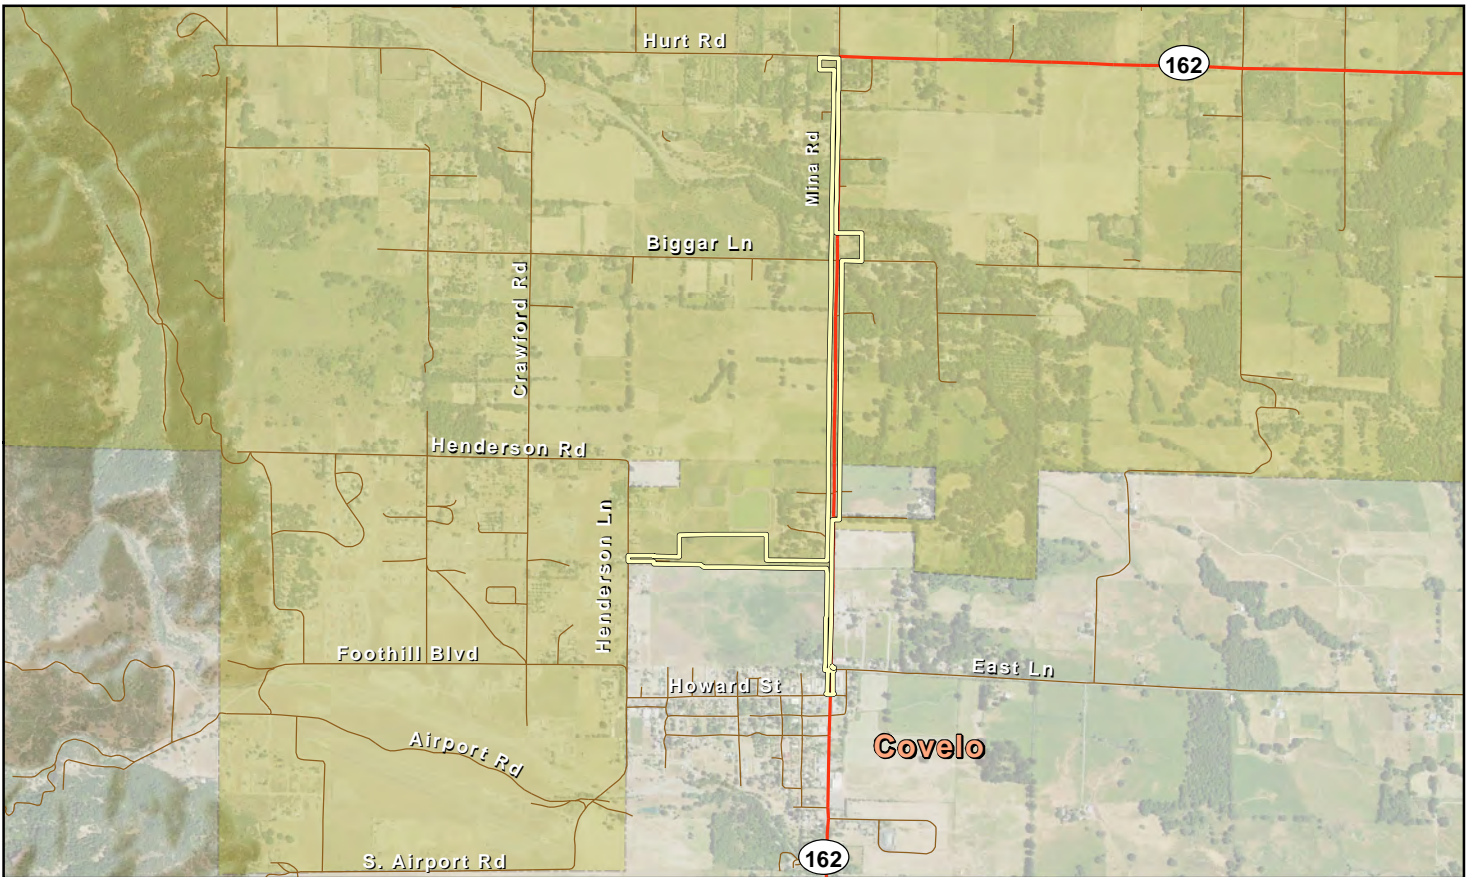 Hurt Rd
162
Mina Rd
Biggar Ln
Crawford Rd
Henderson Rd
Henderson Ln
Foothill Blvd
East Ln
Howard St
Airport Rd
Covelo
S. Airport Rd
162